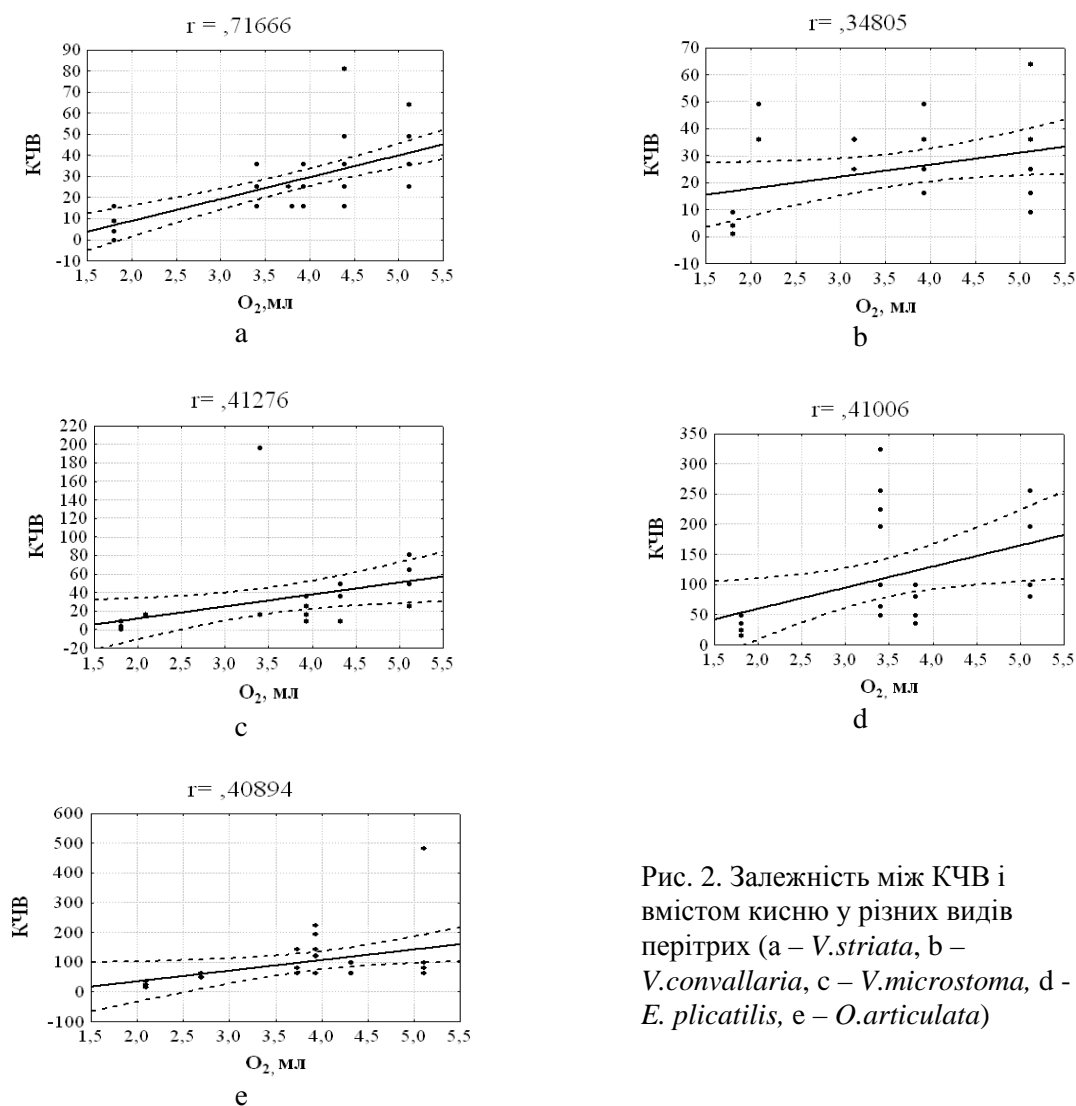 r = ,71666
КЧВ
90
80
70
60
50
40
30
20
10
0
-10
1,5 2,0 2,5 3,0 3,5 4,0 4,5 5,0 5,5
O₂,мл
a
r= ,34805
КЧВ
70
60
50
40
30
20
10
0
-10
1,5 2,0 2,5 3,0 3,5 4,0 4,5 5,0 5,5
O₂, мл
b
r= ,41276
КЧВ
220
200
180
160
140
120
100
80
60
40
20
0
-20
1,5 2,0 2,5 3,0 3,5 4,0 4,5 5,0 5,5
O₂, мл
c
r= ,41006
КЧВ
350
300
250
200
150
100
50
0
1,5 2,0 2,5 3,0 3,5 4,0 4,5 5,0 5,5
O₂, мл
d
r= ,40894
КЧВ
600
500
400
300
200
100
0
-100
1,5 2,0 2,5 3,0 3,5 4,0 4,5 5,0 5,5
O₂, мл
e
Рис. 2. Залежність між КЧВ і
вмістом кисню у різних видів
перітрих (a – V.striata, b –
V.convallaria, c – V.microstoma, d -
E. plicatilis, e – O.articulata)